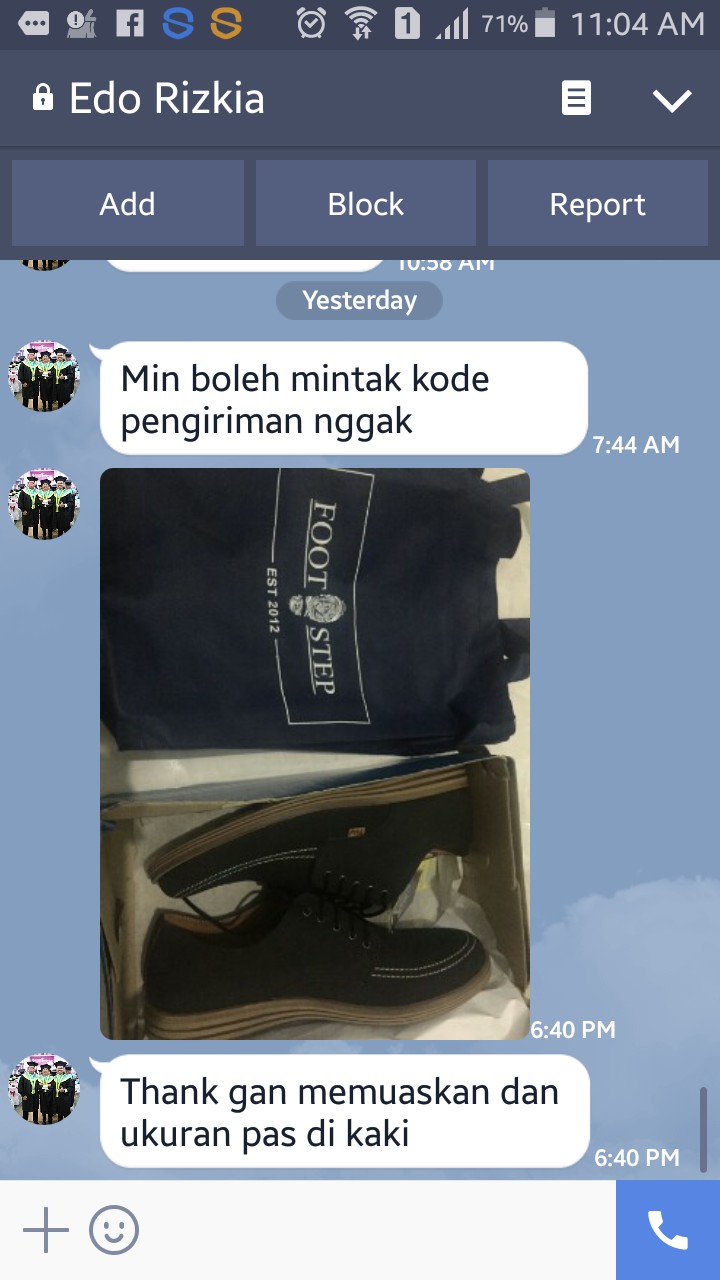 71% 11:04 AM
Edo Rizkia
Add Block Report
10:58 AM
Yesterday
Min boleh mintak kode
pengiriman nggak
7:44 AM
FOOT STEP
EST 2012
6:40 PM
Thank gan memuaskan dan
ukuran pas di kaki
6:40 PM